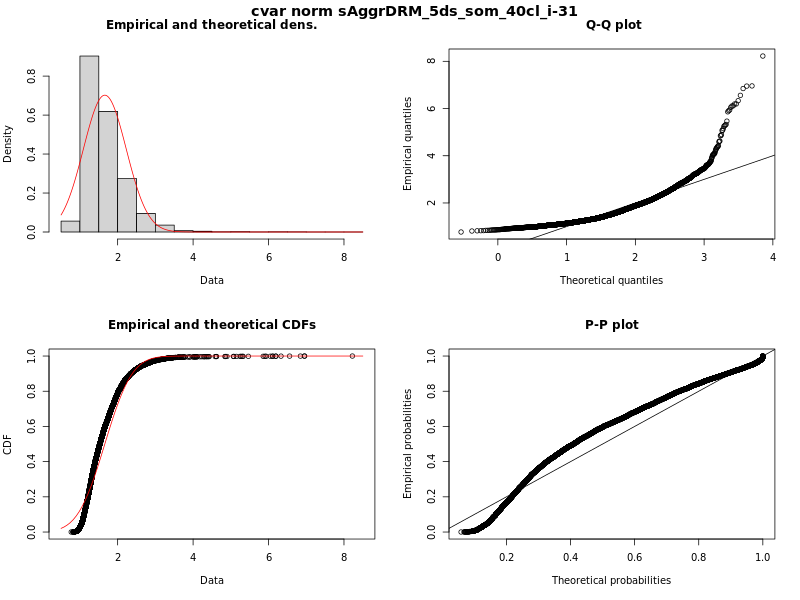 cvar norm sAggrDRM_5ds_som_40cl_i-31
Empirical and theoretical dens.
Density
0.0 0.2 0.4 0.6 0.8
2 4 6 8
Data
Q-Q plot
Empirical quantiles
2 4 6 8
0 1 2 3 4
Theoretical quantiles
Empirical and theoretical CDFs
CDF
0.0 0.2 0.4 0.6 0.8 1.0
2 4 6 8
Data
P-P plot
Empirical probabilities
0.0 0.2 0.4 0.6 0.8 1.0
0.2 0.4 0.6 0.8 1.0
Theoretical probabilities